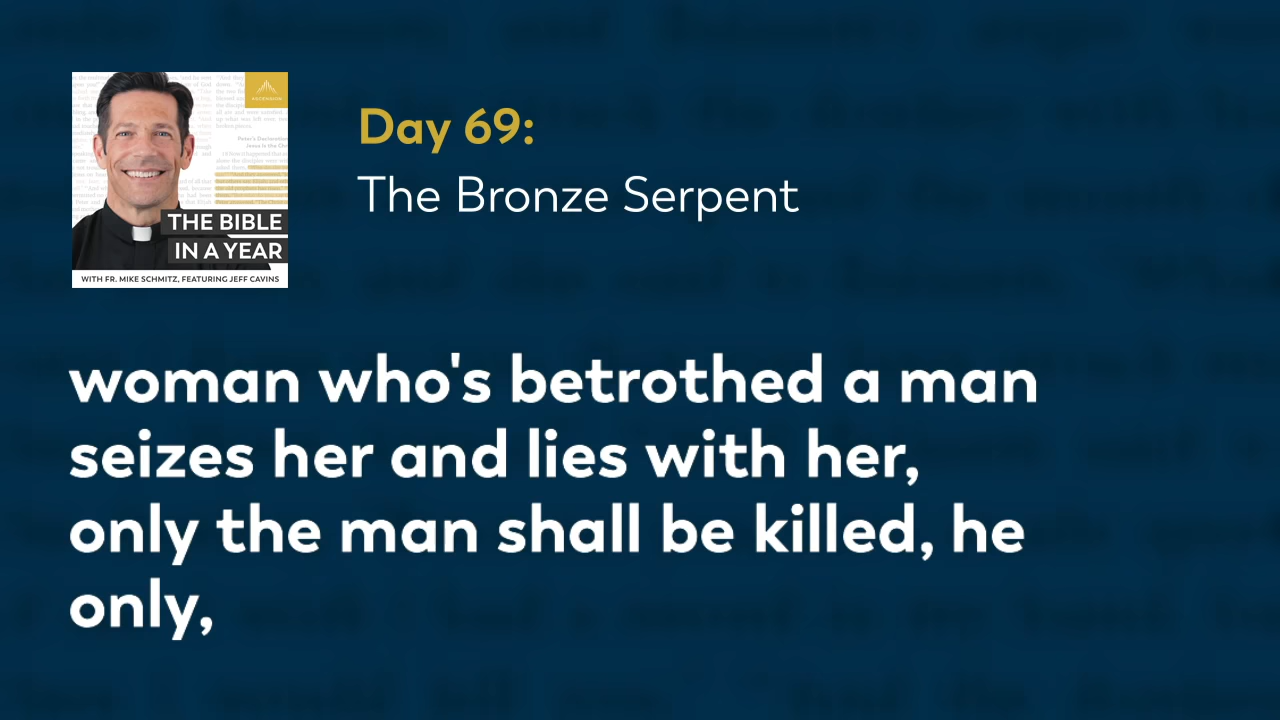 Day 69:
The Bronze Serpent
ASCENSION
THE BIBLE
IN A YEAR
WITH FR. MIKE SCHMITZ, FEATURING JEFF CAVINS
woman who's betrothed a man
seizes her and lies with her,
only the man shall be killed, he
only,